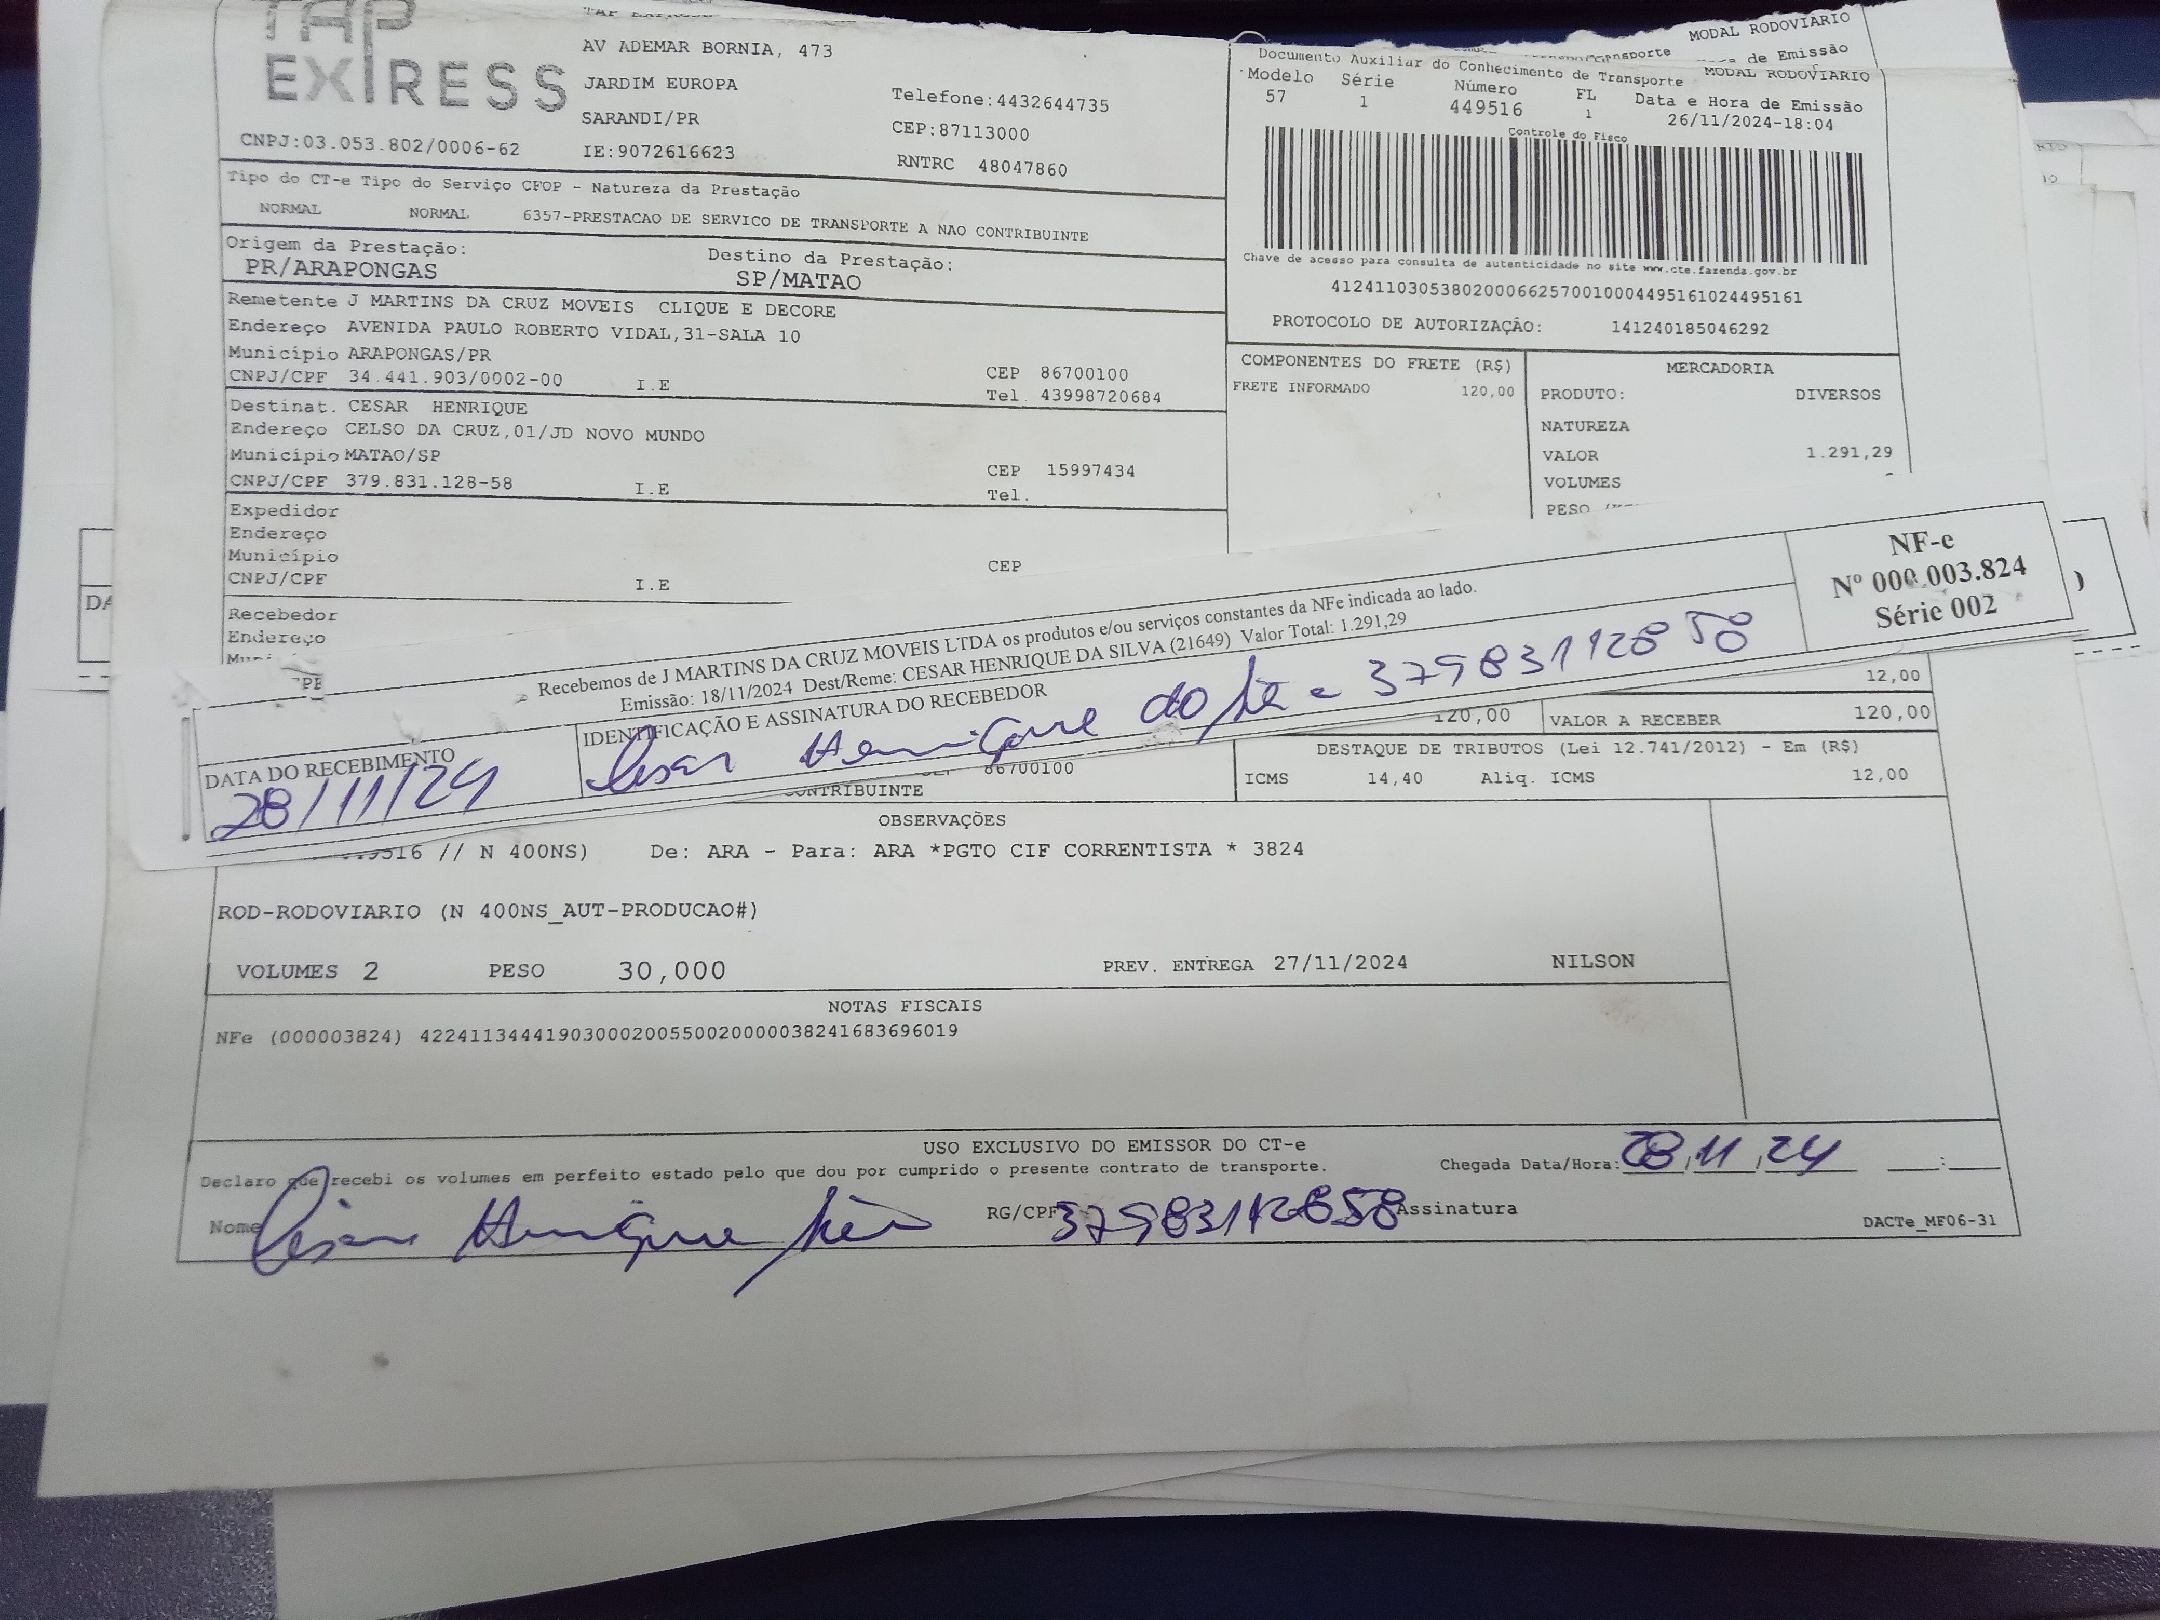 TAP
EXIRESS
CNPJ:03.053.802/0006-62
AV ADEMAR BORNIA, 473
JARDIM EUROPA
SARANDI/PR
IE:9072616623
Telefone:4432644735
CEP:87113000
RNTRC 48047860
MODAL RODOVIARIO
de Emissão
Documento Auxiliar do Conhecimento de Transporte MODAL RODOVIARIO
Modelo Série Número FL Data e Hora de Emissão
57 1 449516 1 26/11/2024-18:04
Controle do Fisco
Chave de acesso para consulta de autenticidade no site www.cte.fazenda.gov.br
41241103053802000662570010004495161024495161
PROTOCOLO DE AUTORIZAÇÃO: 141240185046292
Tipo do CT-e Tipo do Serviço CFOP - Natureza da Prestação
NORMAL NORMAL 6357-PRESTACAO DE SERVICO DE TRANSPORTE A NAO CONTRIBUINTE
Origem da Prestação: Destino da Prestação:
PR/ARAPONGAS SP/MATAO
Remetente J MARTINS DA CRUZ MOVEIS CLIQUE E DECORE
Endereço AVENIDA PAULO ROBERTO VIDAL,31-SALA 10
Município ARAPONGAS/PR CEP 86700100
CNPJ/CPF 34.441.903/0002-00 I.E Tel. 43998720684
Destinat. CESAR HENRIQUE
Endereço CELSO DA CRUZ,01/JD NOVO MUNDO
Município MATAO/SP CEP 15997434
CNPJ/CPF 379.831.128-58 I.E Tel.
Expedidor
Endereço
Município CEP
CNPJ/CPF I.E
Recebedor
Endereço
COMPONENTES DO FRETE (R$)
FRETE INFORMADO 120,00
MERCADORIA
PRODUTO: DIVERSOS
NATUREZA
VALOR 1.291,29
VOLUMES
PESO
Recebemos de J MARTINS DA CRUZ MOVEIS LTDA os produtos e/ou serviços constantes da NFe indicada ao lado.
Emissão: 18/11/2024 Dest/Reme: CESAR HENRIQUE DA SILVA (21649) Valor Total: 1.291,29
DATA DO RECEBIMENTO
28/11/24
IDENTIFICAÇÃO E ASSINATURA DO RECEBEDOR
Cesar Henrique da 37983112858
NF-e
Nº 000.003.824
Série 002
12,00
120,00 VALOR A RECEBER 120,00
DESTAQUE DE TRIBUTOS (Lei 12.741/2012) - Em (R$)
ICMS 14,40 Aliq. ICMS 12,00
86700100
CONTRIBUINTE
OBSERVAÇÕES
// N 400NS) De: ARA - Para: ARA *PGTO CIF CORRENTISTA * 3824
ROD-RODOVIARIO (N 400NS_AUT-PRODUCAO#)
VOLUMES 2 PESO 30,000 PREV. ENTREGA 27/11/2024 NILSON
NOTAS FISCAIS
NFe (000003824) 42241134441903000200550020000038241683696019
USO EXCLUSIVO DO EMISSOR DO CT-e
Declaro que recebi os volumes em perfeito estado pelo que dou por cumprido o presente contrato de transporte. Chegada Data/Hora: 28/11/24 :
Nome Cesar Henrique RG/CPF 37983112858 Assinatura
DACTe_MF06-31